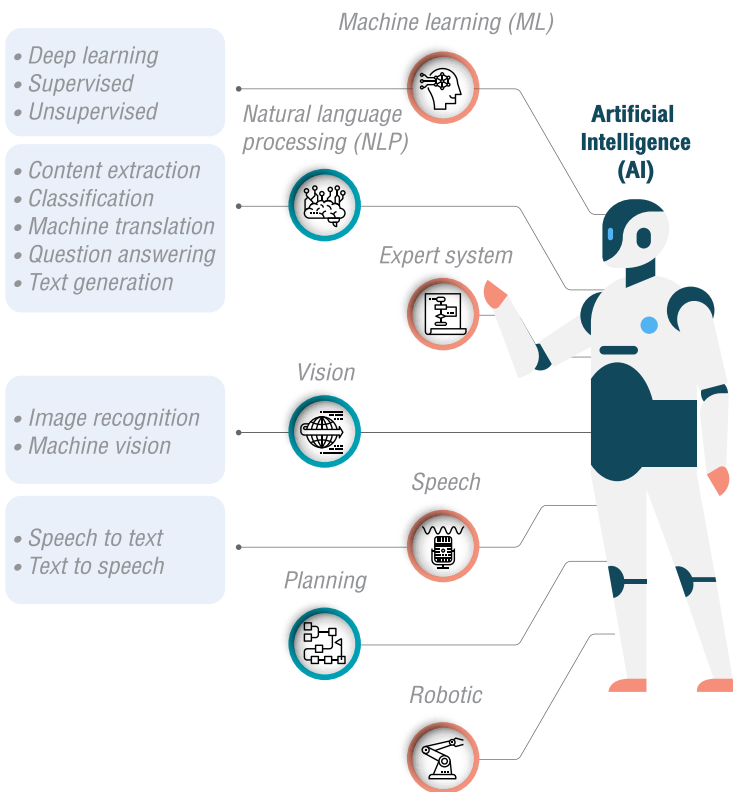 Machine learning (ML)
• Deep learning
• Supervised
• Unsupervised
Artificial
Intelligence
(AI)
Natural language
processing (NLP)
• Content extraction
• Classification
• Machine translation
• Question answering
• Text generation
Expert system
Vision
• Image recognition
• Machine vision
Speech
• Speech to text
• Text to speech
Planning
Robotic